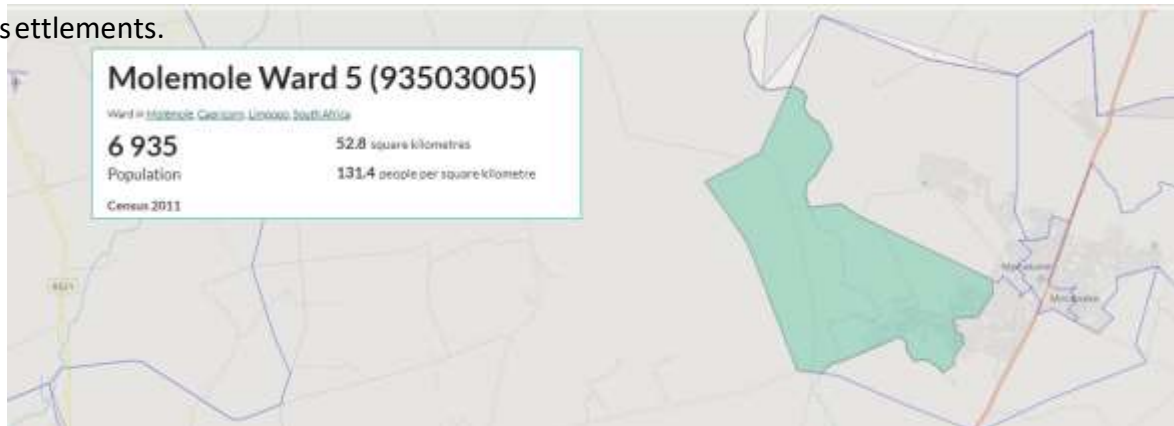 settlements.
Molemole Ward 5 (93503005)
Ward in Molemole, Capricorn, Limpopo, South Africa
6 935
52.8 square kilometres
Population
131.4 people per square kilometre
Census 2011